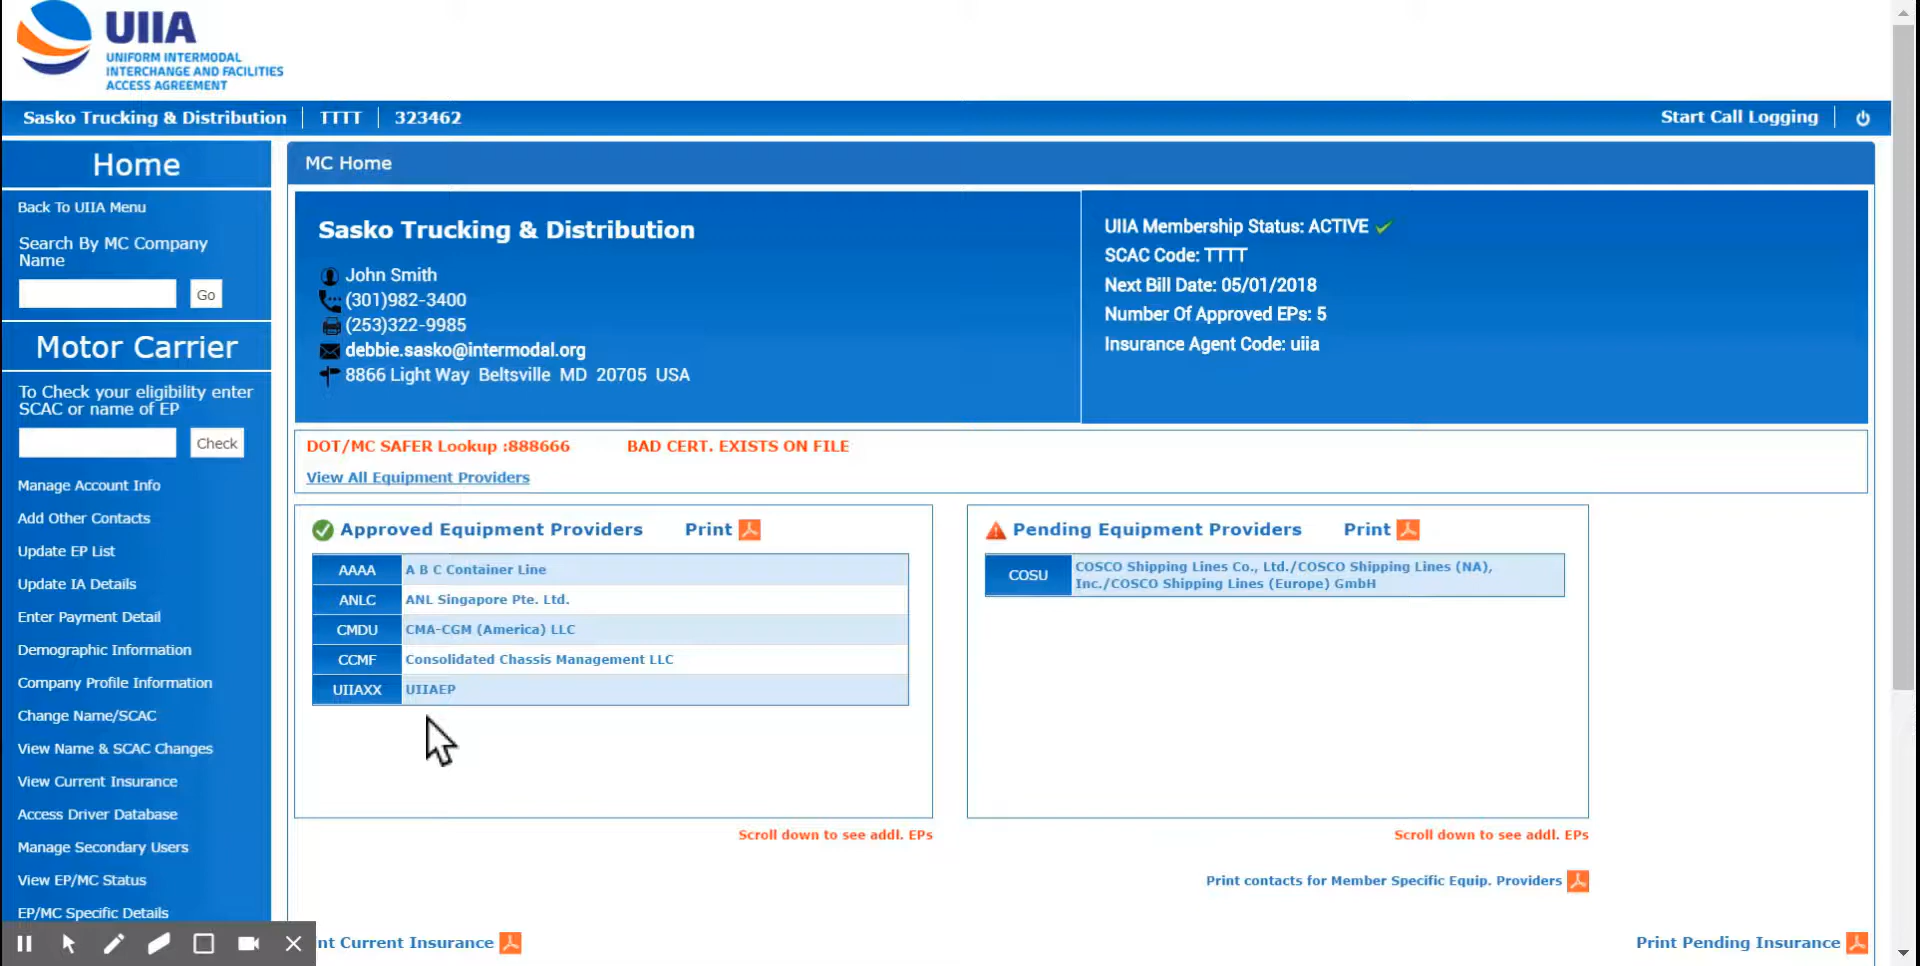 UIIA
UNIFORM INTERMODAL
INTERCHANGE AND FACILITIES
ACCESS AGREEMENT
Sasko Trucking & Distribution | TTTT | 323462
Start Call Logging
Home
Back To UIIA Menu
Search By MC Company
Name
Go
Motor Carrier
To Check your eligibility enter
SCAC or name of EP
Check
Manage Account Info
Add Other Contacts
Update EP List
Update IA Details
Enter Payment Detail
Demographic Information
Company Profile Information
Change Name/SCAC
View Name & SCAC Changes
View Current Insurance
Access Driver Database
Manage Secondary Users
View EP/MC Status
EP/MC Specific Details
MC Home
Sasko Trucking & Distribution
John Smith
(301)982-3400
(253)322-9985
debbie.sasko@intermodal.org
8866 Light Way Beltsville MD 20705 USA
UIIA Membership Status: ACTIVE
SCAC Code: TTTT
Next Bill Date: 05/01/2018
Number Of Approved EPs: 5
Insurance Agent Code: uiia
DOT/MC SAFER Lookup :888666 BAD CERT. EXISTS ON FILE
View All Equipment Providers
Approved Equipment Providers Print
AAAA A B C Container Line
ANLC ANL Singapore Pte. Ltd.
CMDU CMA-CGM (America) LLC
CCMF Consolidated Chassis Management LLC
UIIAXX UIIAEP
Scroll down to see addl. EPs
Pending Equipment Providers Print
COSU COSCO Shipping Lines Co., Ltd./COSCO Shipping Lines (NA),
Inc./COSCO Shipping Lines (Europe) GmbH
Scroll down to see addl. EPs
Print contacts for Member Specific Equip. Providers
nt Current Insurance
Print Pending Insurance